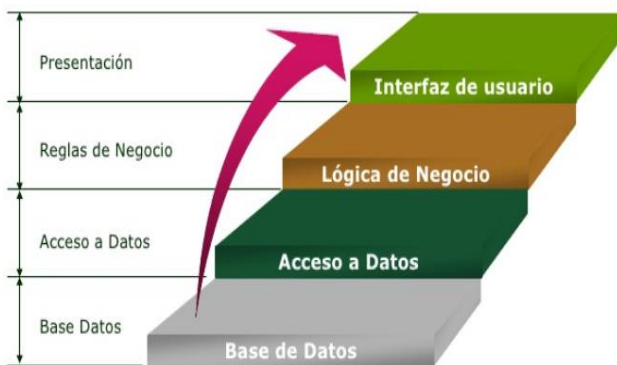 Presentación
Interfaz de usuario
Reglas de Negocio
Lógica de Negocio
Acceso a Datos
Acceso a Datos
Base Datos
Base de Datos